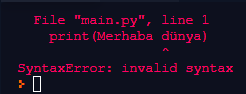 File "main.py", line 1
print(Merhaba dünya)
^
SyntaxError: invalid syntax
>